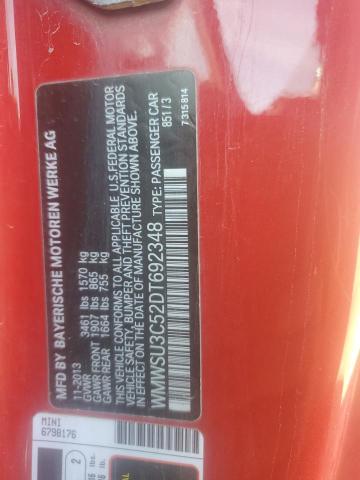 MFD BY BAYERISCHE MOTOREN WERKE AG
11-2013
GVWR 3461 lbs 1570 kg
GAWR FRONT 1907 lbs 865 kg
GAWR REAR 1664 lbs 755 kg
THIS VEHICLE CONFORMS TO ALL APPLICABLE U.S. FEDERAL MOTOR
VEHICLE SAFETY, BUMPER AND THEFT PREVENTION STANDARDS
IN EFFECT ON THE DATE OF MANUFACTURE SHOWN ABOVE.
WMWSU3C52DT692348 TYPE: PASSENGER CAR
851/3
7315814
MINI
6798176
2
lbs.